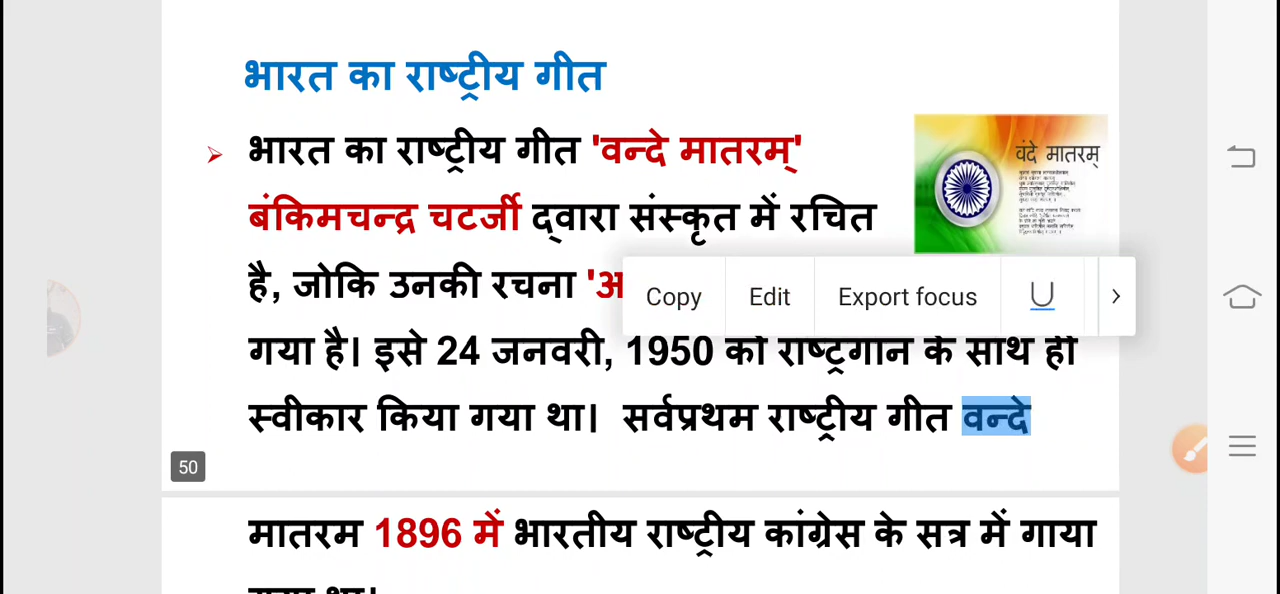 भारत का राष्ट्रीय गीत
भारत का राष्ट्रीय गीत 'वन्दे मातरम्'
बंकिमचन्द्र चटर्जी द्वारा संस्कृत में रचित
है, जोकि उनकी रचना 'अ
गया है। इसे 24 जनवरी, 1950 को राष्ट्रगान के साथ ही
स्वीकार किया गया था। सर्वप्रथम राष्ट्रीय गीत वन्दे
मातरम 1896 में भारतीय राष्ट्रीय कांग्रेस के सत्र में गाया
गया था।
वंदे मातरम्
Copy Edit Export focus U
50